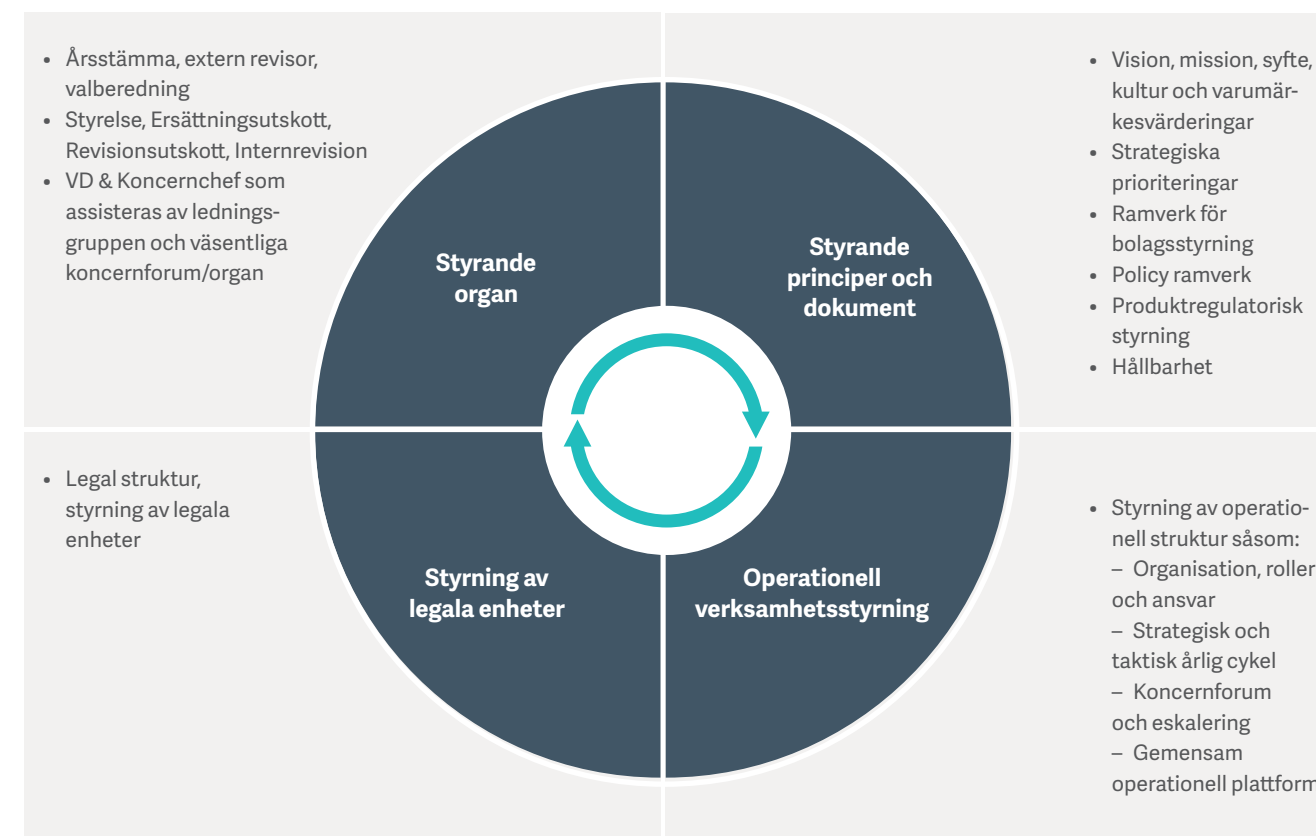 • Årsstämma, extern revisor,
valberedning
• Styrelse, Ersättningsutskott,
Revisionsutskott, Internrevision
• VD & Koncernchef som
assisteras av lednings-
gruppen och väsentliga
koncernforum/organ
Styrande
organ
Styrande
principer och
dokument
• Vision, mission, syfte,
kultur och varumär-
kesvärderingar
• Strategiska
prioriteringar
• Ramverk för
bolagsstyrning
• Policy ramverk
• Produktregulatorisk
styrning
• Hållbarhet
• Legal struktur,
styrning av legala
enheter
Styrning av
legala enheter
Operationell
verksamhetsstyrning
• Styrning av operatio-
nell struktur såsom:
– Organisation, roller
och ansvar
– Strategisk och
taktisk årlig cykel
– Koncernforum
och eskalering
– Gemensam
operationell plattform